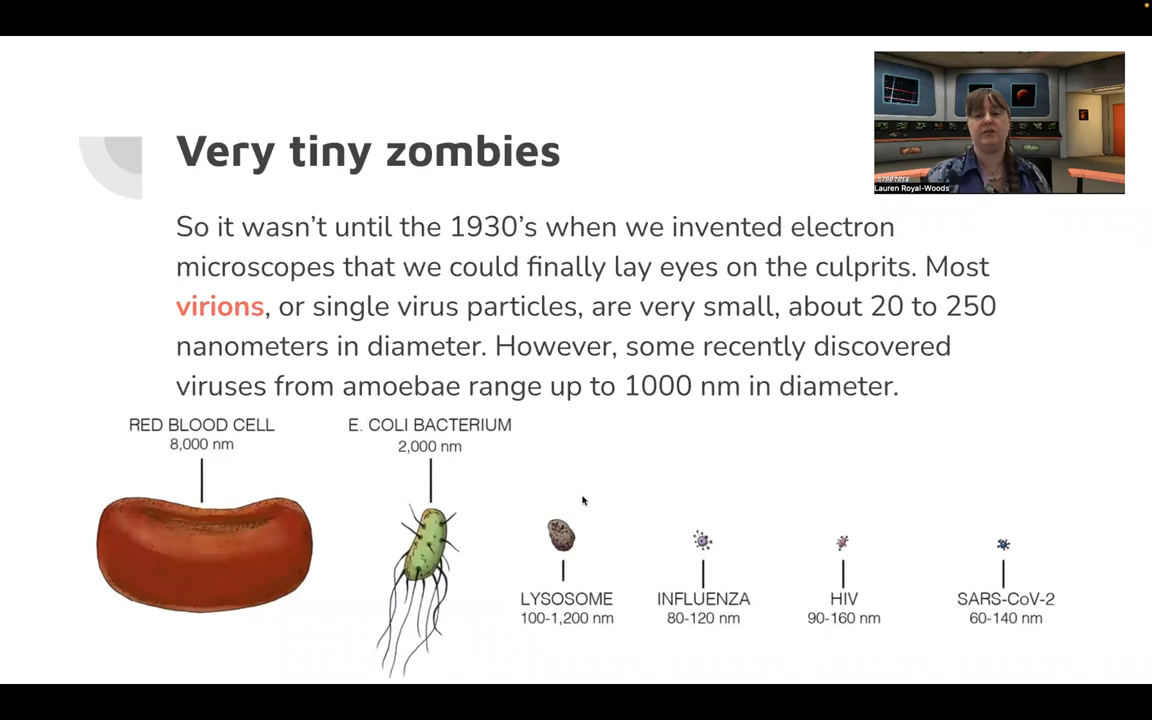 STAR TREK
Lauren Royal-Woods
Very tiny zombies
So it wasn’t until the 1930’s when we invented electron
microscopes that we could finally lay eyes on the culprits. Most
virions, or single virus particles, are very small, about 20 to 250
nanometers in diameter. However, some recently discovered
viruses from amoebae range up to 1000 nm in diameter.
RED BLOOD CELL
8,000 nm
E. COLI BACTERIUM
2,000 nm
LYSOSOME
100-1,200 nm
INFLUENZA
80-120 nm
HIV
90-160 nm
SARS-CoV-2
60-140 nm